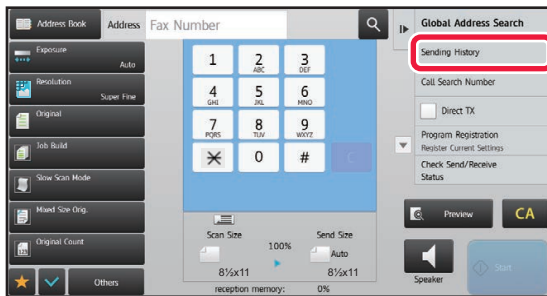 Address Book
Address
Fax Number
Global Address Search
Exposure
Auto
Resolution
Super Fine
Original
Job Build
Slow Scan Mode
Mixed Size Orig.
Original Count
Others
1
2
ABC
3
DEF
4
GHI
5
JKL
6
MNO
7
PQRS
8
TUV
9
WXYZ
0
#
C
Scan Size
100%
Send Size
Auto
8½x11
8½x11
reception memory: 0%
Sending History
Call Search Number
Direct TX
Program Registration
Register Current Settings
Check Send/Receive
Status
Preview
CA
Speaker
Start